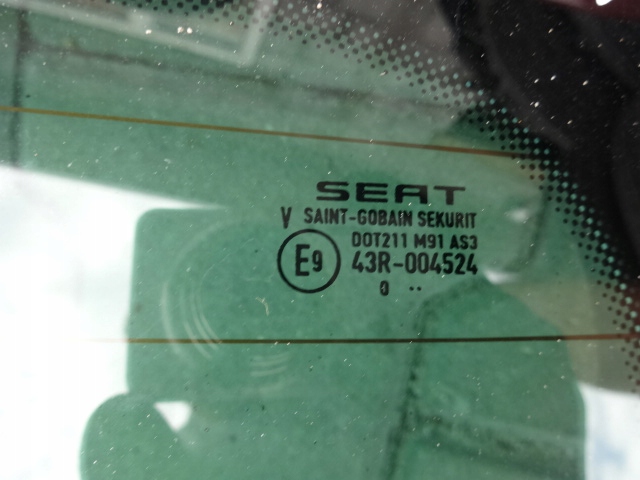 SEAT
V SAINT-GOBAIN SEKURIT
DOT211 M91 AS3
E9 43R-004524
0 ..